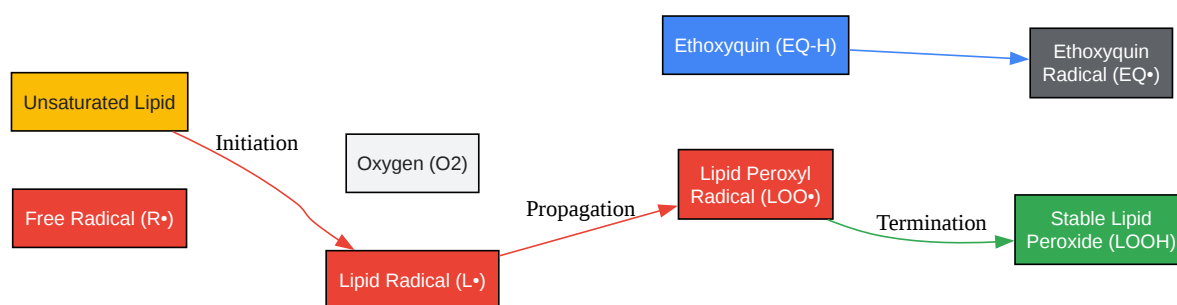 Ethoxyquin (EQ-H)
Ethoxyquin
Radical (EQ•)
Unsaturated Lipid
Initiation
Oxygen (O2)
Lipid Peroxyl
Radical (LOO•)
Free Radical (R•)
Propagation
Termination
Stable Lipid
Peroxide (LOOH)
Lipid Radical (L•)